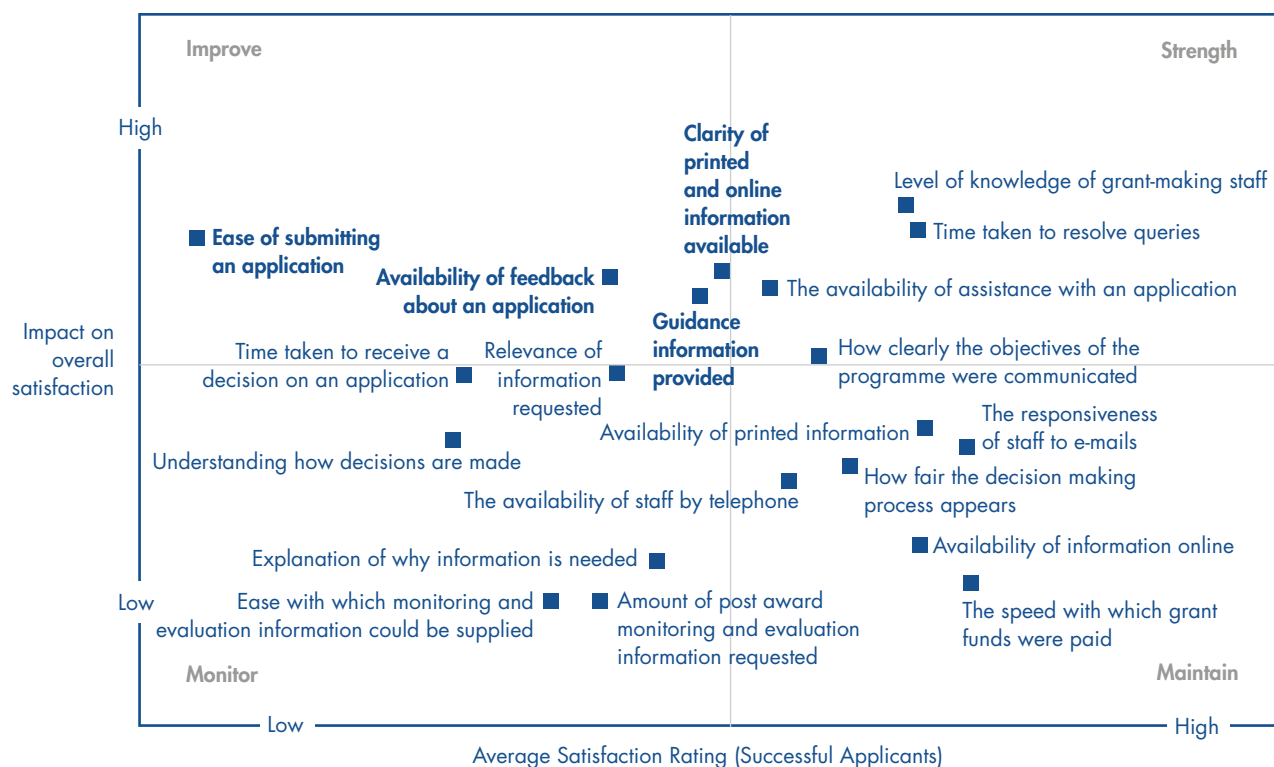 Improve
Strength
High
Clarity of
printed
and online
information
available
Level of knowledge of grant-making staff
Time taken to resolve queries
Ease of submitting
an application
Availability of feedback
about an application
The availability of assistance with an application
Guidance
information
provided
Impact on
overall
satisfaction
Time taken to receive a
decision on an application
Relevance of
information
requested
How clearly the objectives of the
programme were communicated
Availability of printed information
The responsiveness
of staff to e-mails
Understanding how decisions are made
The availability of staff by telephone
How fair the decision making
process appears
Explanation of why information is needed
Availability of information online
Low
Ease with which monitoring and
evaluation information could be supplied
Amount of post award
monitoring and evaluation
information requested
The speed with which grant
funds were paid
Monitor
Maintain
Low
High
Average Satisfaction Rating (Successful Applicants)